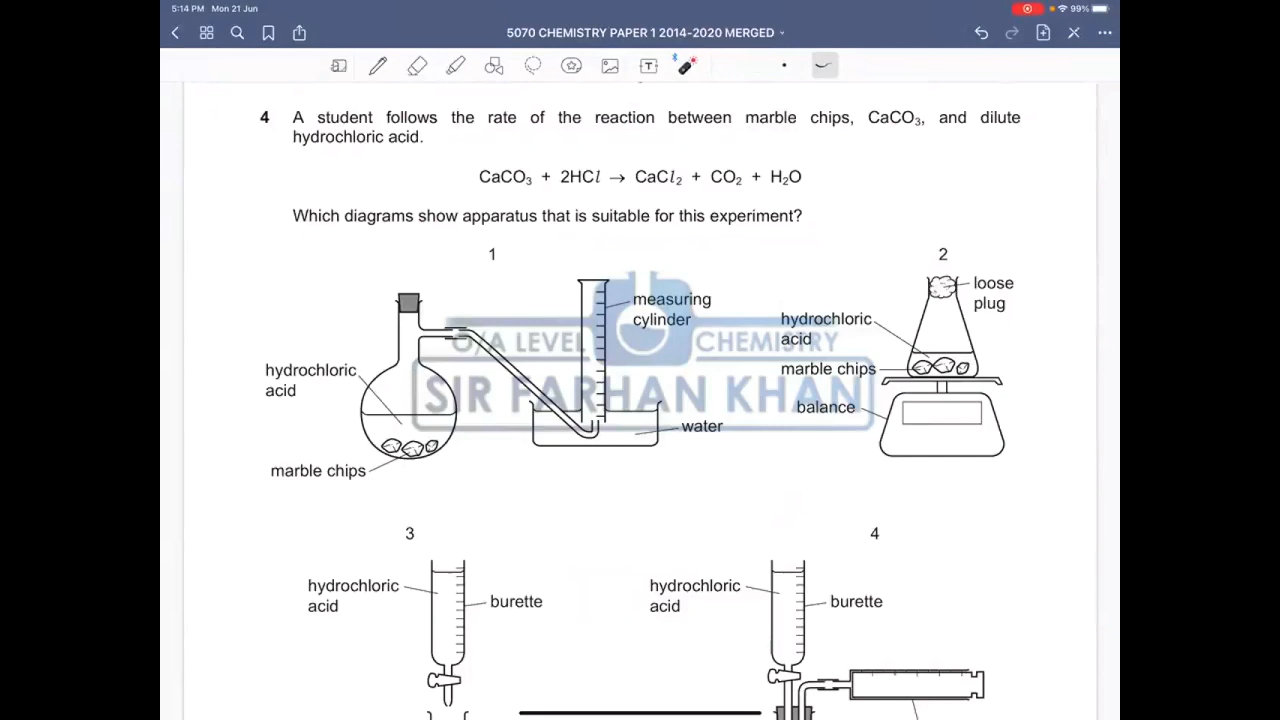 5:14 PM Mon 21 Jun
99%
5070 CHEMISTRY PAPER 1 2014-2020 MERGED
T
4 A student follows the rate of the reaction between marble chips, CaCO₃, and dilute
hydrochloric acid.
CaCO₃ + 2HCl → CaCl₂ + CO₂ + H₂O
Which diagrams show apparatus that is suitable for this experiment?
1
measuring
cylinder
hydrochloric
acid
water
marble chips
2
loose
plug
hydrochloric
acid
marble chips
balance
O/A LEVEL CHEMISTRY
SIR FARHAN KHAN
3
hydrochloric
acid
burette
4
hydrochloric
acid
burette